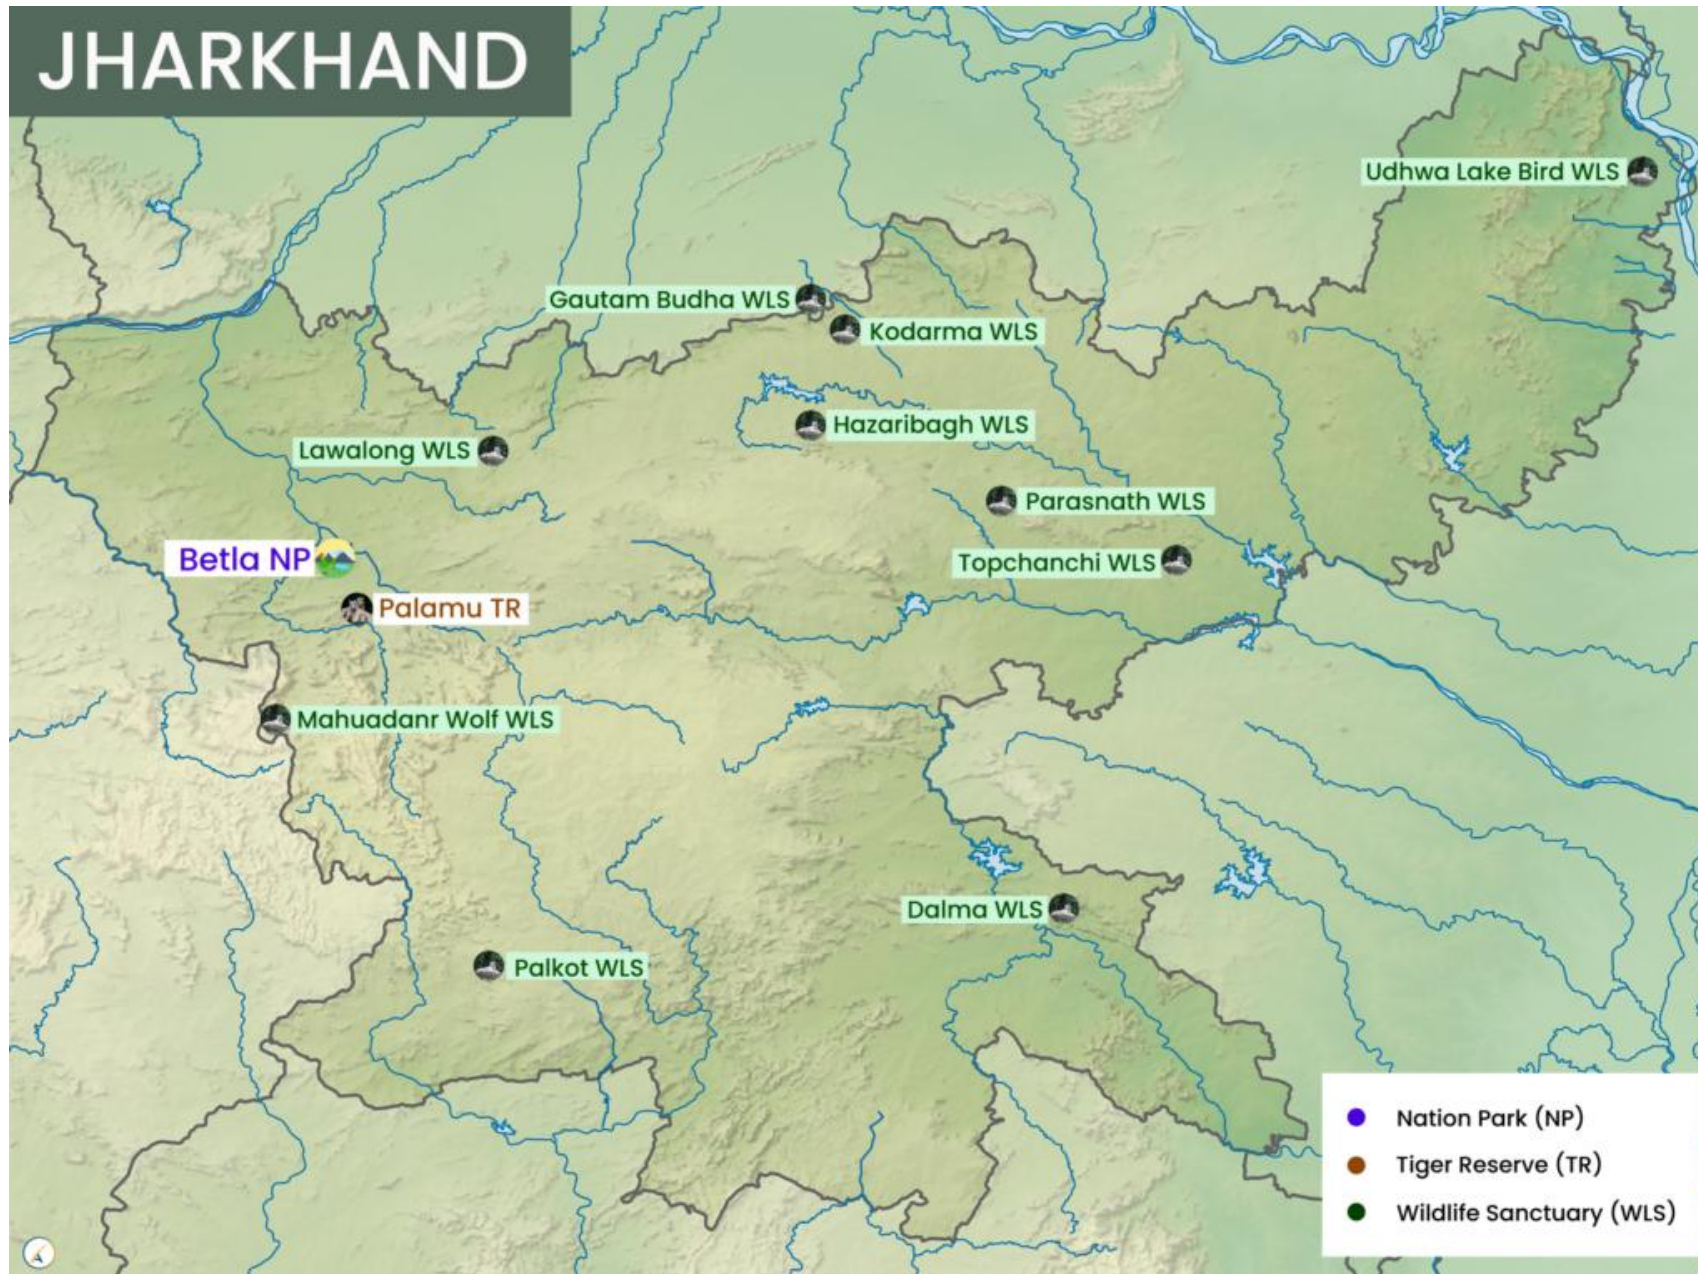 JHARKHAND
Udhwa Lake Bird WLS
Gautam Budha WLS
Kodarma WLS
Hazaribagh WLS
Lawalong WLS
Parasnath WLS
Betla NP
Topchanchi WLS
Palamu TR
Mahuadanr Wolf WLS
Dalma WLS
Palkot WLS
Nation Park (NP)
Tiger Reserve (TR)
Wildlife Sanctuary (WLS)